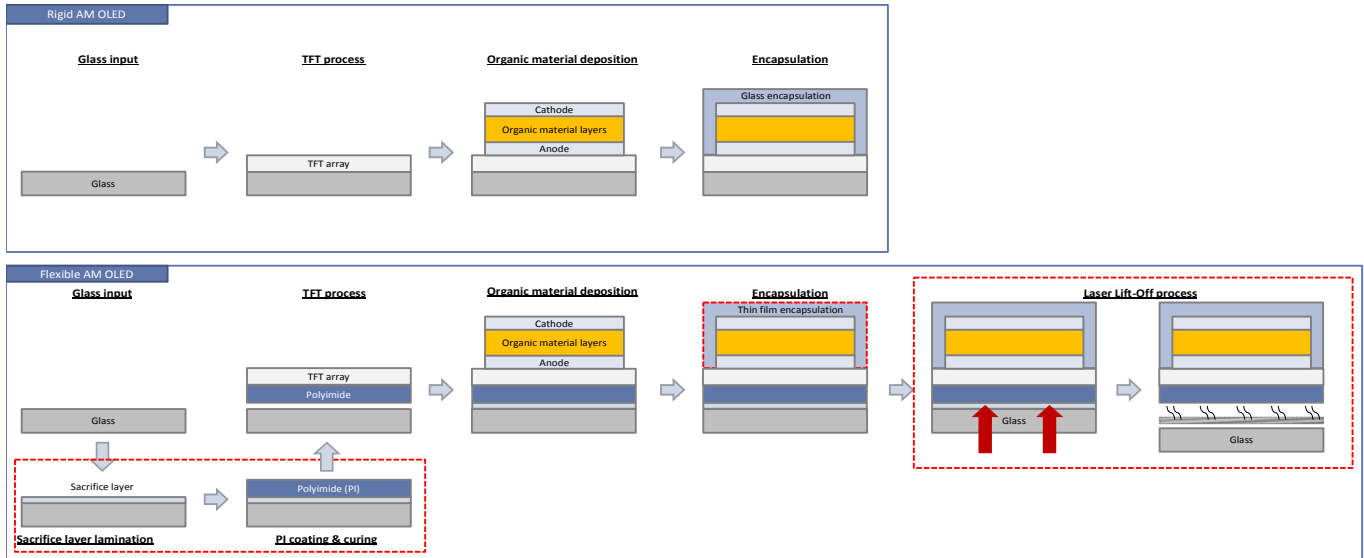 Rigid AM OLED
Glass input
TFT process
Organic material deposition
Encapsulation
Glass encapsulation
Cathode
Organic material layers
Anode
TFT array
Glass
Flexible AM OLED
Glass input
TFT process
Organic material deposition
Encapsulation
Laser Lift-Off process
Thin film encapsulation
Cathode
Organic material layers
Anode
TFT array
Polyimide
Glass
Glass
Glass
Sacrifice layer
Polyimide (PI)
Sacrifice layer lamination
PI coating & curing